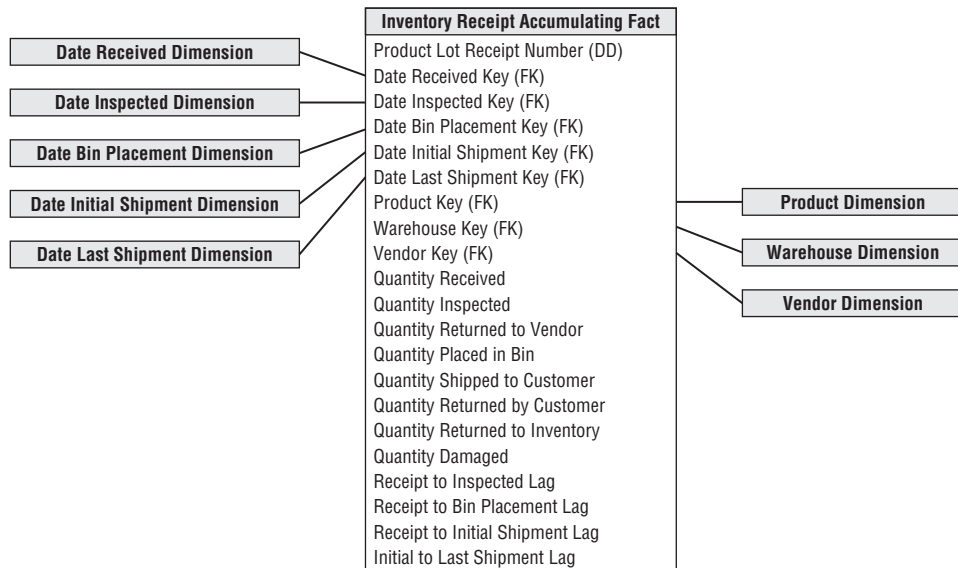 Date Received Dimension
Date Inspected Dimension
Date Bin Placement Dimension
Date Initial Shipment Dimension
Date Last Shipment Dimension
Inventory Receipt Accumulating Fact
Product Lot Receipt Number (DD)
Date Received Key (FK)
Date Inspected Key (FK)
Date Bin Placement Key (FK)
Date Initial Shipment Key (FK)
Date Last Shipment Key (FK)
Product Key (FK)
Warehouse Key (FK)
Vendor Key (FK)
Quantity Received
Quantity Inspected
Quantity Returned to Vendor
Quantity Placed in Bin
Quantity Shipped to Customer
Quantity Returned by Customer
Quantity Returned to Inventory
Quantity Damaged
Receipt to Inspected Lag
Receipt to Bin Placement Lag
Receipt to Initial Shipment Lag
Initial to Last Shipment Lag
Product Dimension
Warehouse Dimension
Vendor Dimension